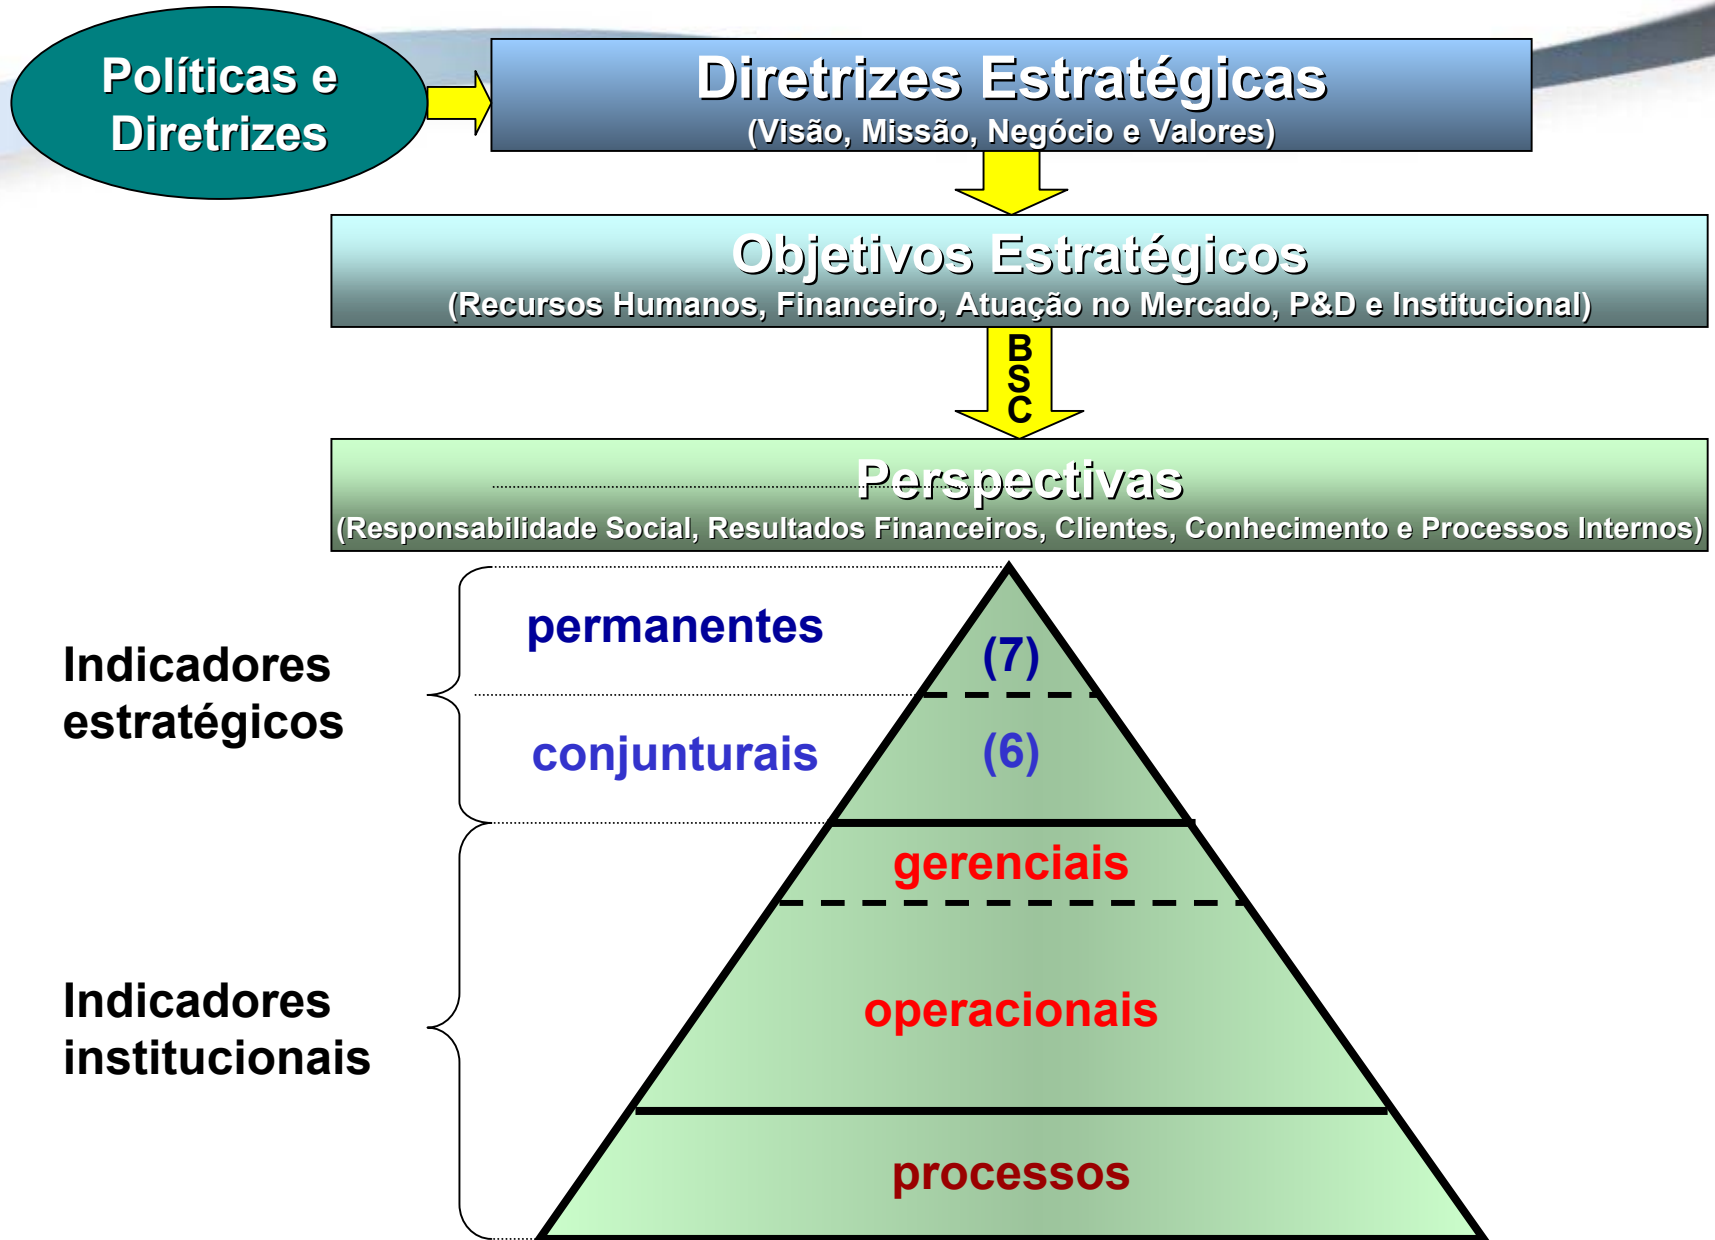 Políticas e
Diretrizes
Diretrizes Estratégicas
(Visão, Missão, Negócio e Valores)
Objetivos Estratégicos
(Recursos Humanos, Financeiro, Atuação no Mercado, P&D e Institucional)
B
S
C
Perspectivas
(Responsabilidade Social, Resultados Financeiros, Clientes, Conhecimento e Processos Internos)
Indicadores
estratégicos
permanentes
(7)
conjunturais
(6)
Indicadores
institucionais
gerenciais
operacionais
processos